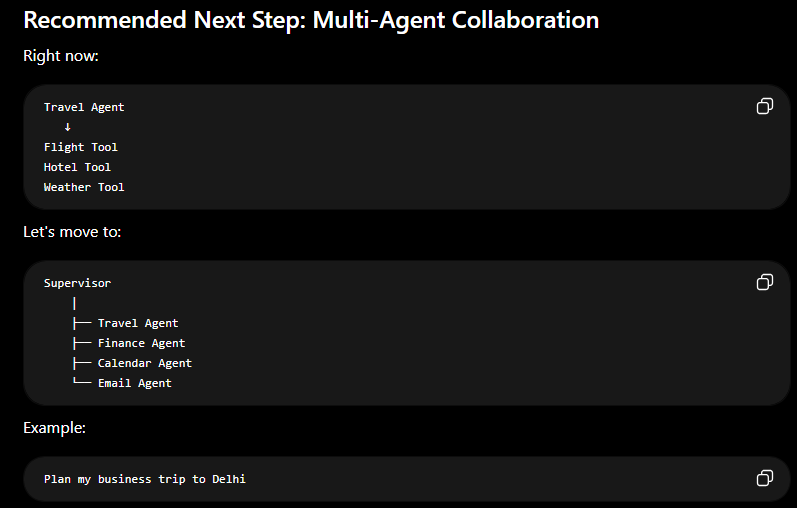 Recommended Next Step: Multi-Agent Collaboration
Right now:
Travel Agent
↓
Flight Tool
Hotel Tool
Weather Tool
Let's move to:
Supervisor
│
├── Travel Agent
├── Finance Agent
├── Calendar Agent
└── Email Agent
Example:
Plan my business trip to Delhi